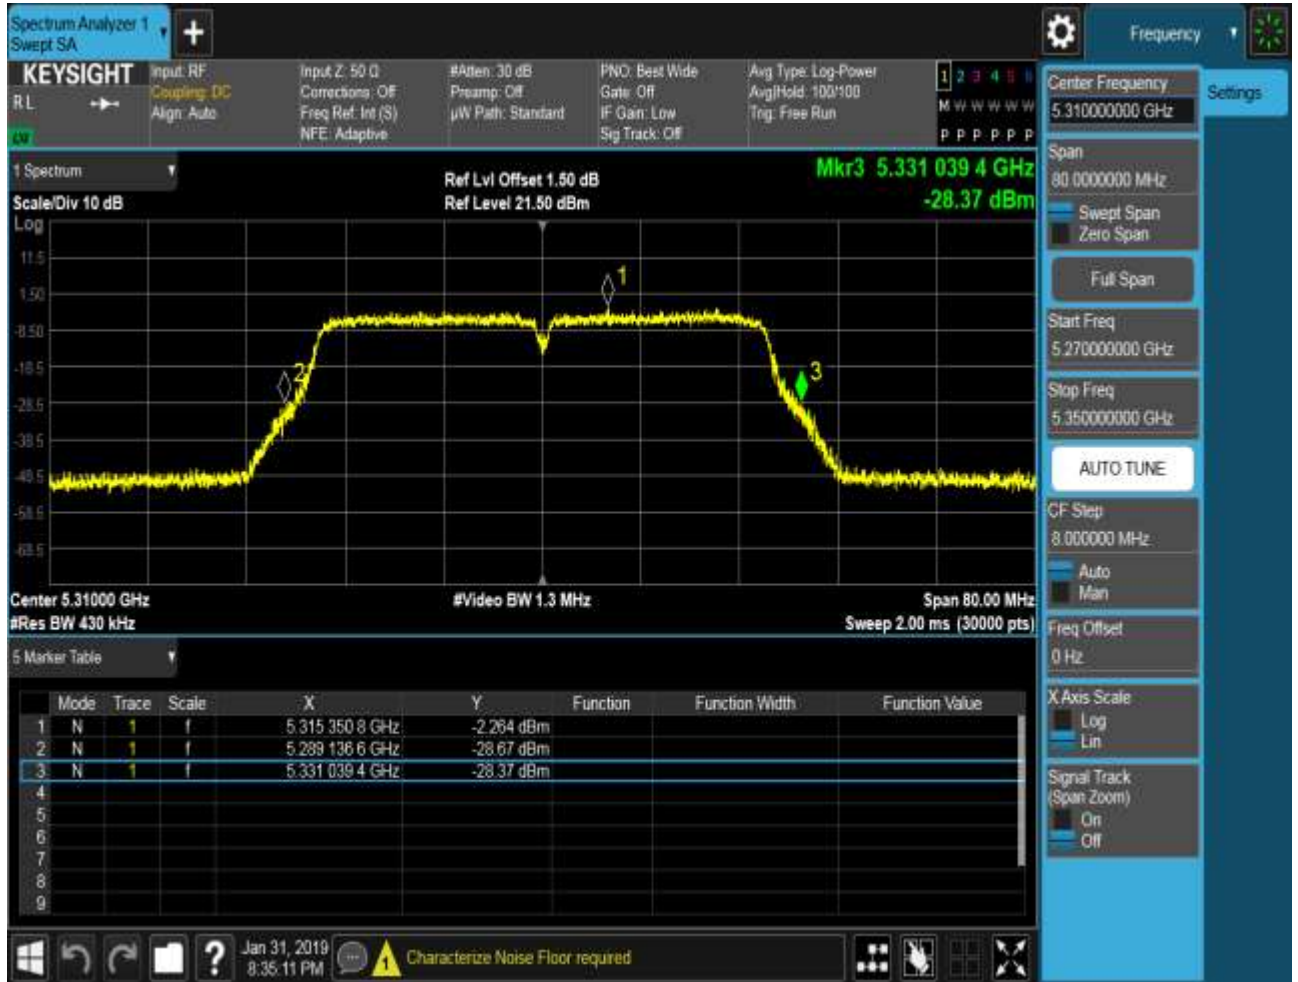 Spectrum Analyzer 1
Swept SA
+
Frequency
KEYSIGHT
R L
Input: RF
Coupling: DC
Align: Auto
Input Z: 50 Ω
Corrections: Off
Freq Ref: Int (S)
NFE: Adaptive
#Atten: 30 dB
Preamp: Off
µW Path: Standard
PNO: Best Wide
Gate: Off
IF Gain: Low
Sig Track: Off
Avg Type: Log-Power
Avg|Hold: 100/100
Trig: Free Run
1 2 3 4 5 6
M W W W W W
P P P P P P
1 Spectrum
Scale/Div 10 dB
Ref Lvl Offset 1.50 dB
Ref Level 21.50 dBm
Mkr3 5.331 039 4 GHz
-28.37 dBm
Log
11.5
1.50
-8.50
-18.5
-28.5
-38.5
-48.5
-58.5
-68.5
1
2
3
Center 5.31000 GHz
#Video BW 1.3 MHz
Span 80.00 MHz
#Res BW 430 kHz
Sweep 2.00 ms (30000 pts)
5 Marker Table
Mode Trace Scale X Y Function Function Width Function Value
1 N 1 f 5.315 350 8 GHz -2.264 dBm
2 N 1 f 5.289 136 6 GHz -28.67 dBm
3 N 1 f 5.331 039 4 GHz -28.37 dBm
4
5
6
7
8
9
Center Frequency
5.310000000 GHz
Settings
Span
80.0000000 MHz
Swept Span
Zero Span
Full Span
Start Freq
5.270000000 GHz
Stop Freq
5.350000000 GHz
AUTO TUNE
CF Step
8.000000 MHz
Auto
Man
Freq Offset
0 Hz
X Axis Scale
Log
Lin
Signal Track
(Span Zoom)
On
Off
?
Jan 31, 2019
8:35:11 PM
1
Characterize Noise Floor required